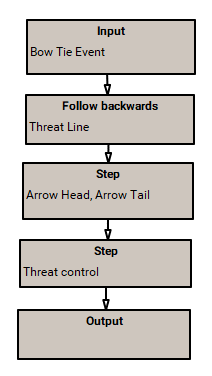 Input
Bow Tie Event
Follow backwards
Threat Line
Step
Arrow Head, Arrow Tail
Step
Threat control
Output